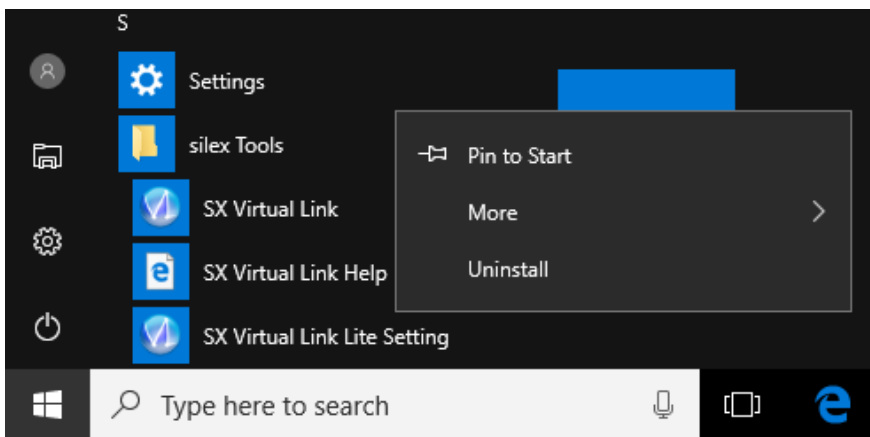 S
Settings
silex Tools
Pin to Start
SX Virtual Link
More
SX Virtual Link Help
Uninstall
SX Virtual Link Lite Setting
Type here to search